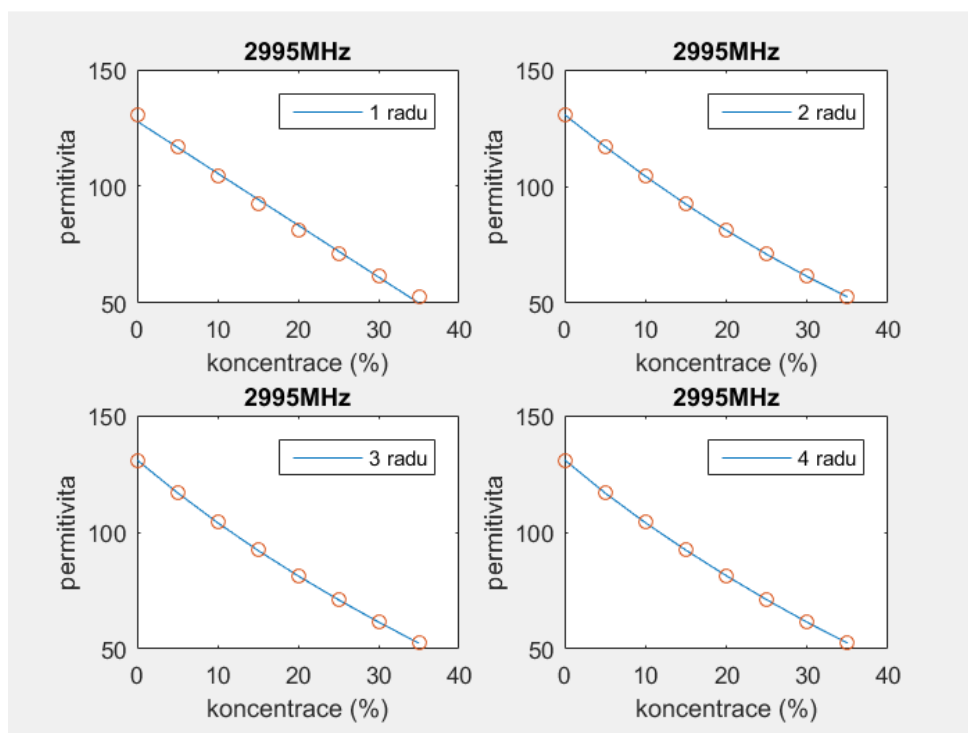 2995MHz
150
100
50
permitivita
1 radu
0 10 20 30 40
koncentrace (%)
2995MHz
150
100
50
permitivita
2 radu
0 10 20 30 40
koncentrace (%)
2995MHz
150
100
50
permitivita
3 radu
0 10 20 30 40
koncentrace (%)
2995MHz
150
100
50
permitivita
4 radu
0 10 20 30 40
koncentrace (%)